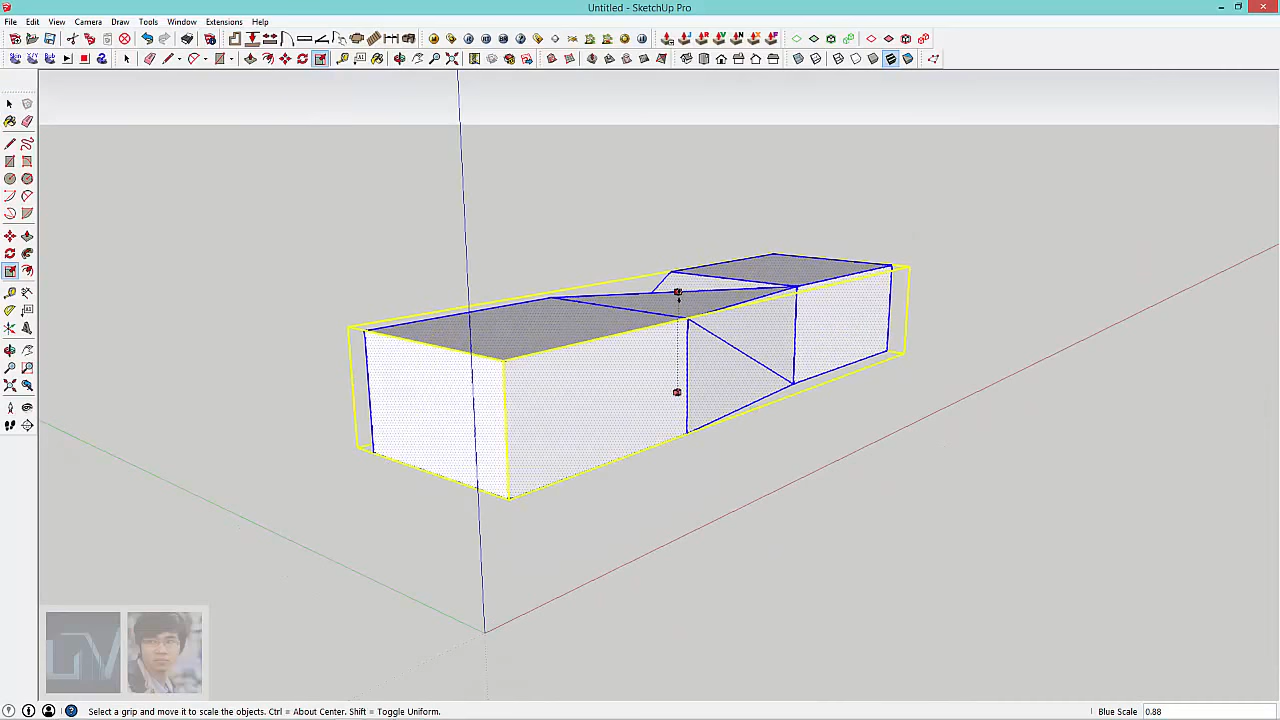 Untitled - SketchUp Pro
File Edit View Camera Draw Tools Window Extensions Help
Select a grip and move it to scale the objects. Ctrl = About Center. Shift = Toggle Uniform.
Blue Scale 0.88